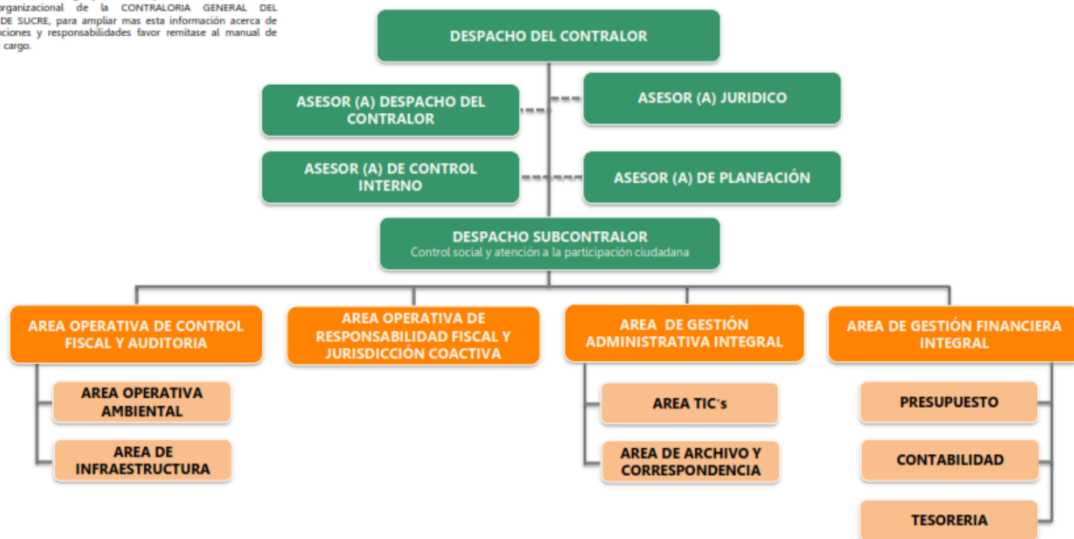 organizacional de la CONTRALORIA GENERAL DEL
DE SUCRE, para ampliar mas esta información acerca de
ciones y responsabilidades favor remitase al manual de
cargo.
DESPACHO DEL CONTRALOR
ASESOR (A) DESPACHO DEL
CONTRALOR
ASESOR (A) JURIDICO
ASESOR (A) DE CONTROL
INTERNO
ASESOR (A) DE PLANEACIÓN
DESPACHO SUBCONTRALOR
Control social y atención a la participación ciudadana
AREA OPERATIVA DE CONTROL
FISCAL Y AUDITORIA
AREA OPERATIVA DE
RESPONSABILIDAD FISCAL Y
JURISDICCIÓN COACTIVA
AREA DE GESTIÓN
ADMINISTRATIVA INTEGRAL
AREA DE GESTIÓN FINANCIERA
INTEGRAL
AREA OPERATIVA
AMBIENTAL
AREA DE
INFRAESTRUCTURA
AREA TIC's
AREA DE ARCHIVO Y
CORRESPONDENCIA
PRESUPUESTO
CONTABILIDAD
TESORERIA